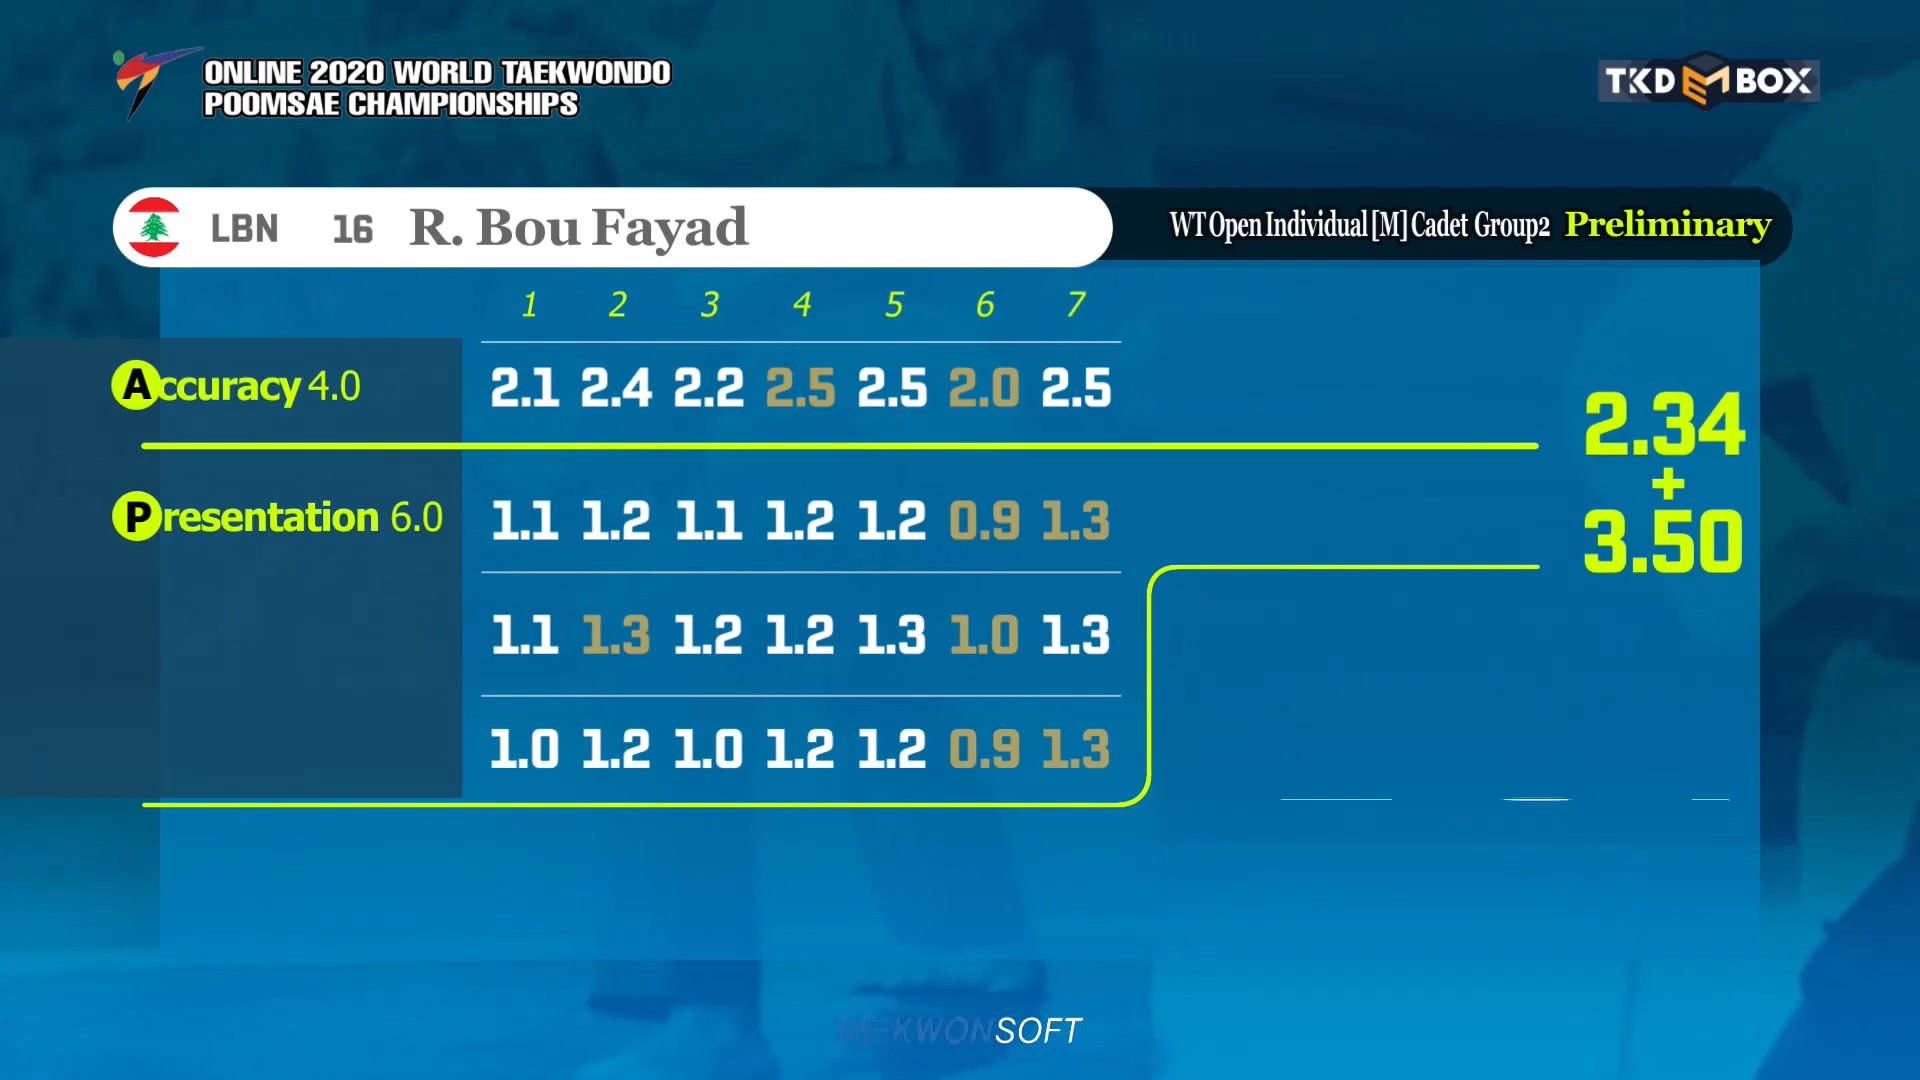 ONLINE 2020 WORLD TAEKWONDO
POOMSAE CHAMPIONSHIPS
TKD BOX
LBN 16 R. Bou Fayad
WT Open Individual [M] Cadet Group2 Preliminary
1 2 3 4 5 6 7
Accuracy 4.0 2.1 2.4 2.2 2.5 2.5 2.0 2.5
2.34
+
3.50
Presentation 6.0 1.1 1.2 1.1 1.2 1.2 0.9 1.3
1.1 1.3 1.2 1.2 1.3 1.0 1.3
1.0 1.2 1.0 1.2 1.2 0.9 1.3
TAEKWONSOFT